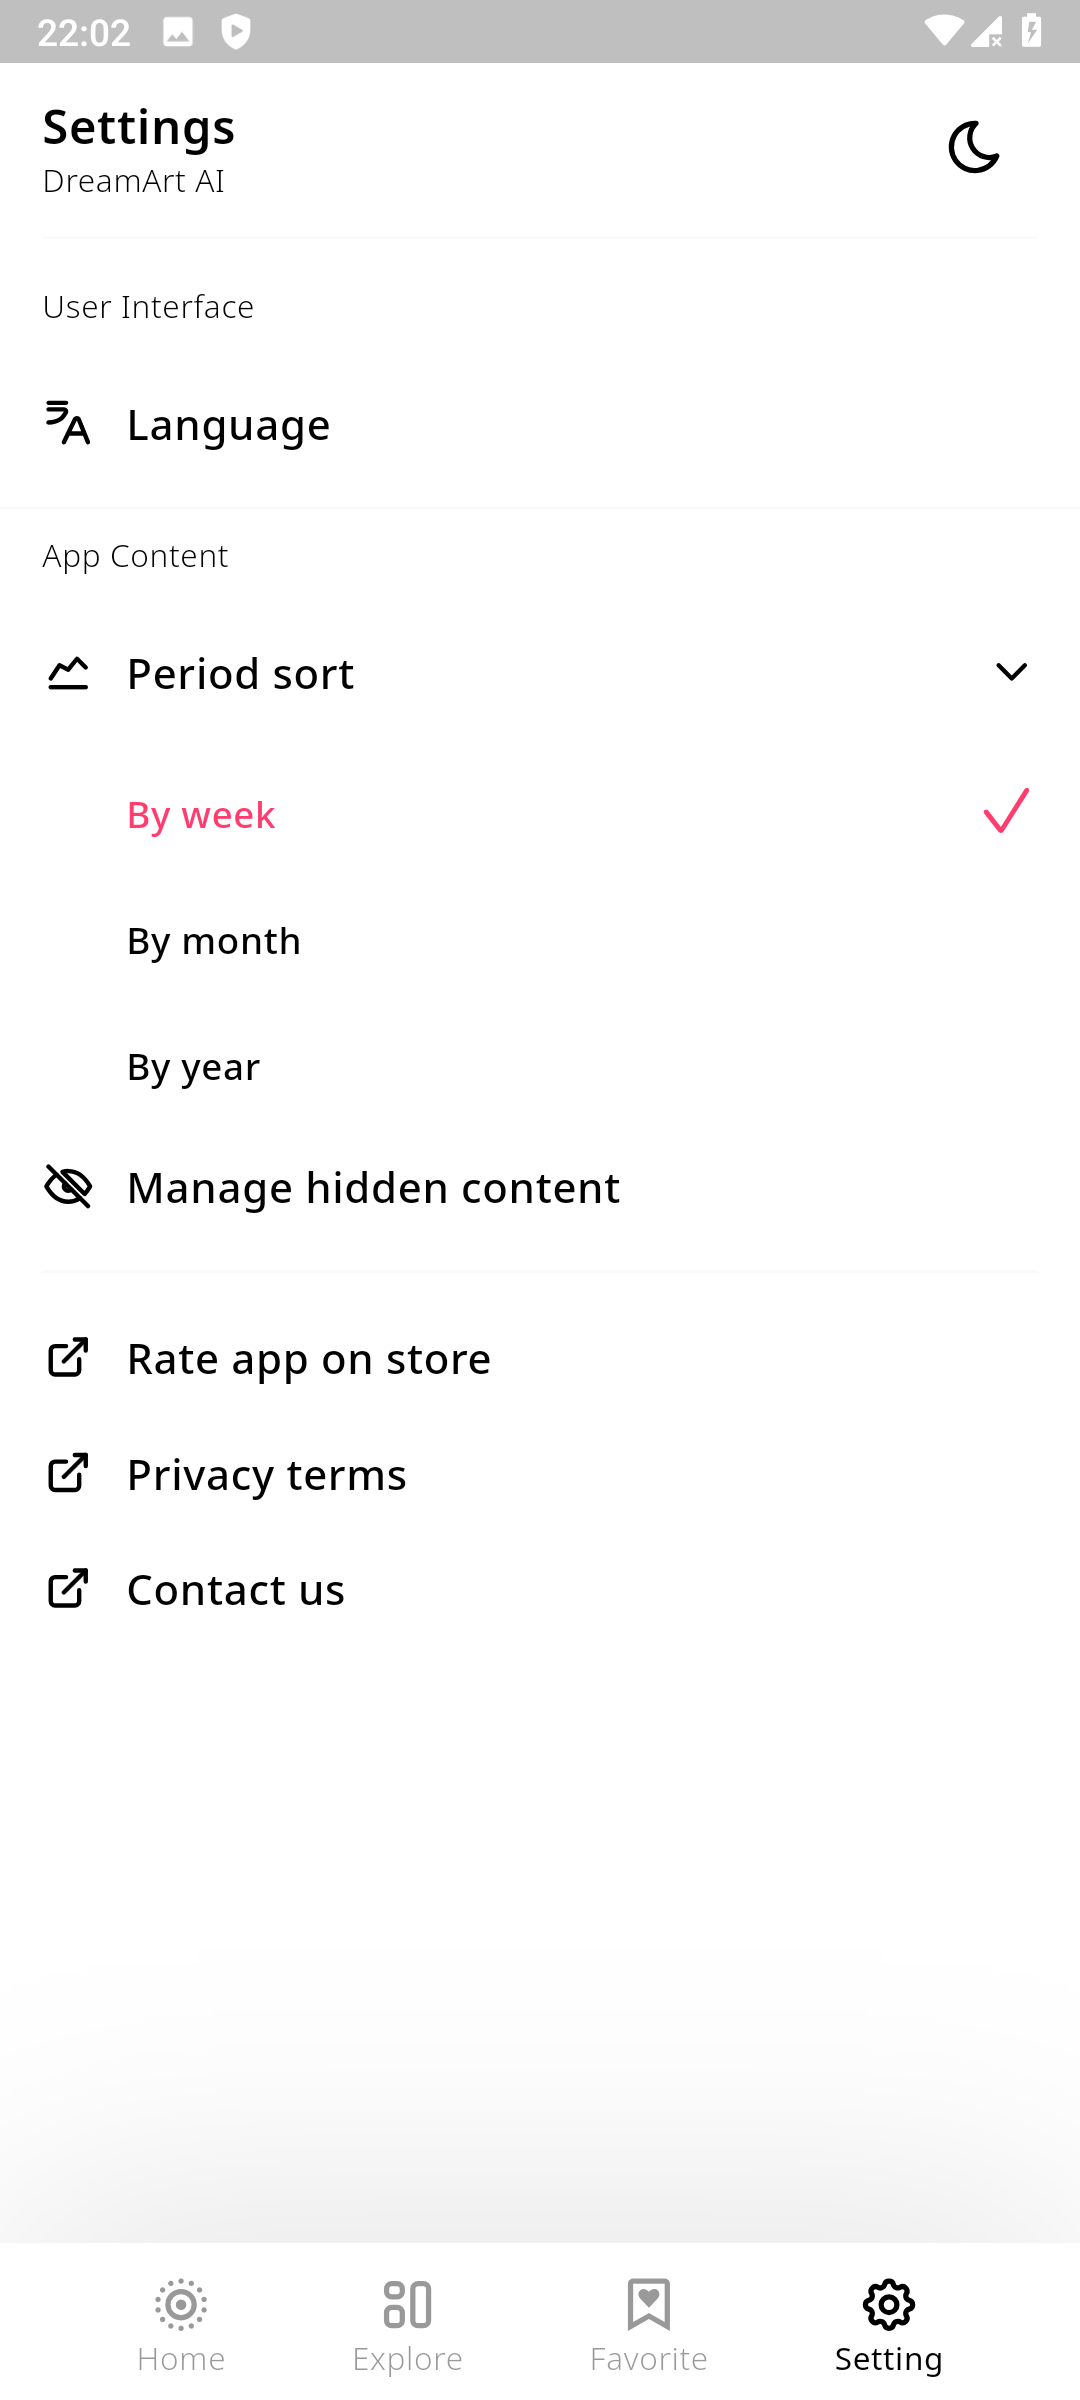 22:02
Settings
DreamArt AI
User Interface
Language
App Content
Period sort
By week
By month
By year
Manage hidden content
Rate app on store
Privacy terms
Contact us
Home
Explore
Favorite
Setting